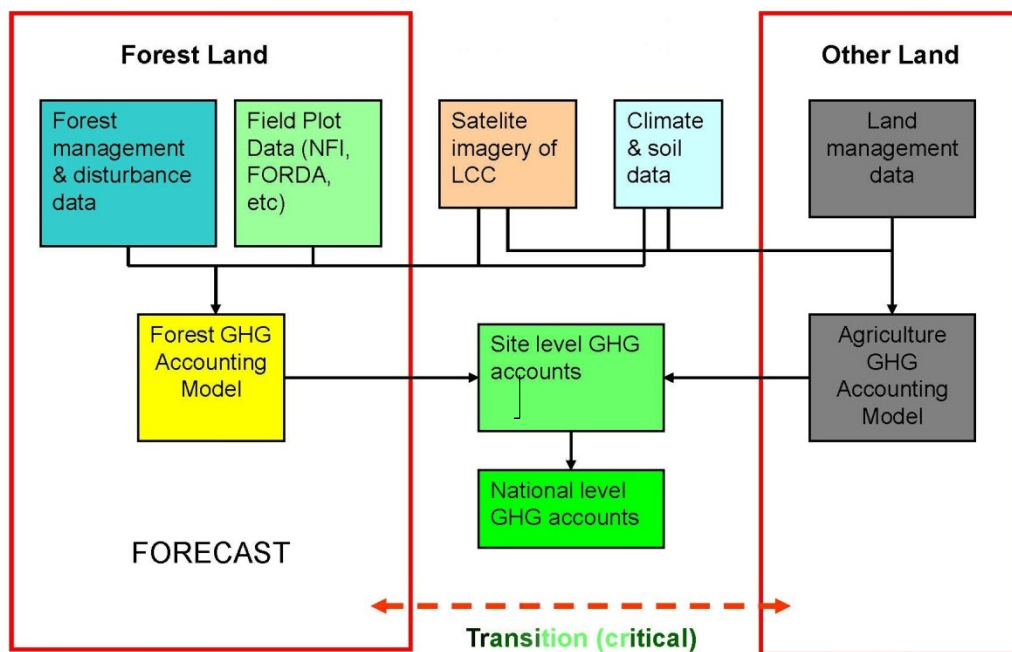 Forest Land
Other Land
Forest
management
& disturbance
data
Field Plot
Data (NFI,
FORDA,
etc)
Satelite
imagery of
LCC
Climate
& soil
data
Land
management
data
Forest GHG
Accounting
Model
Site level GHG
accounts
Agriculture
GHG
Accounting
Model
National level
GHG accounts
FORECAST
Transition (critical)